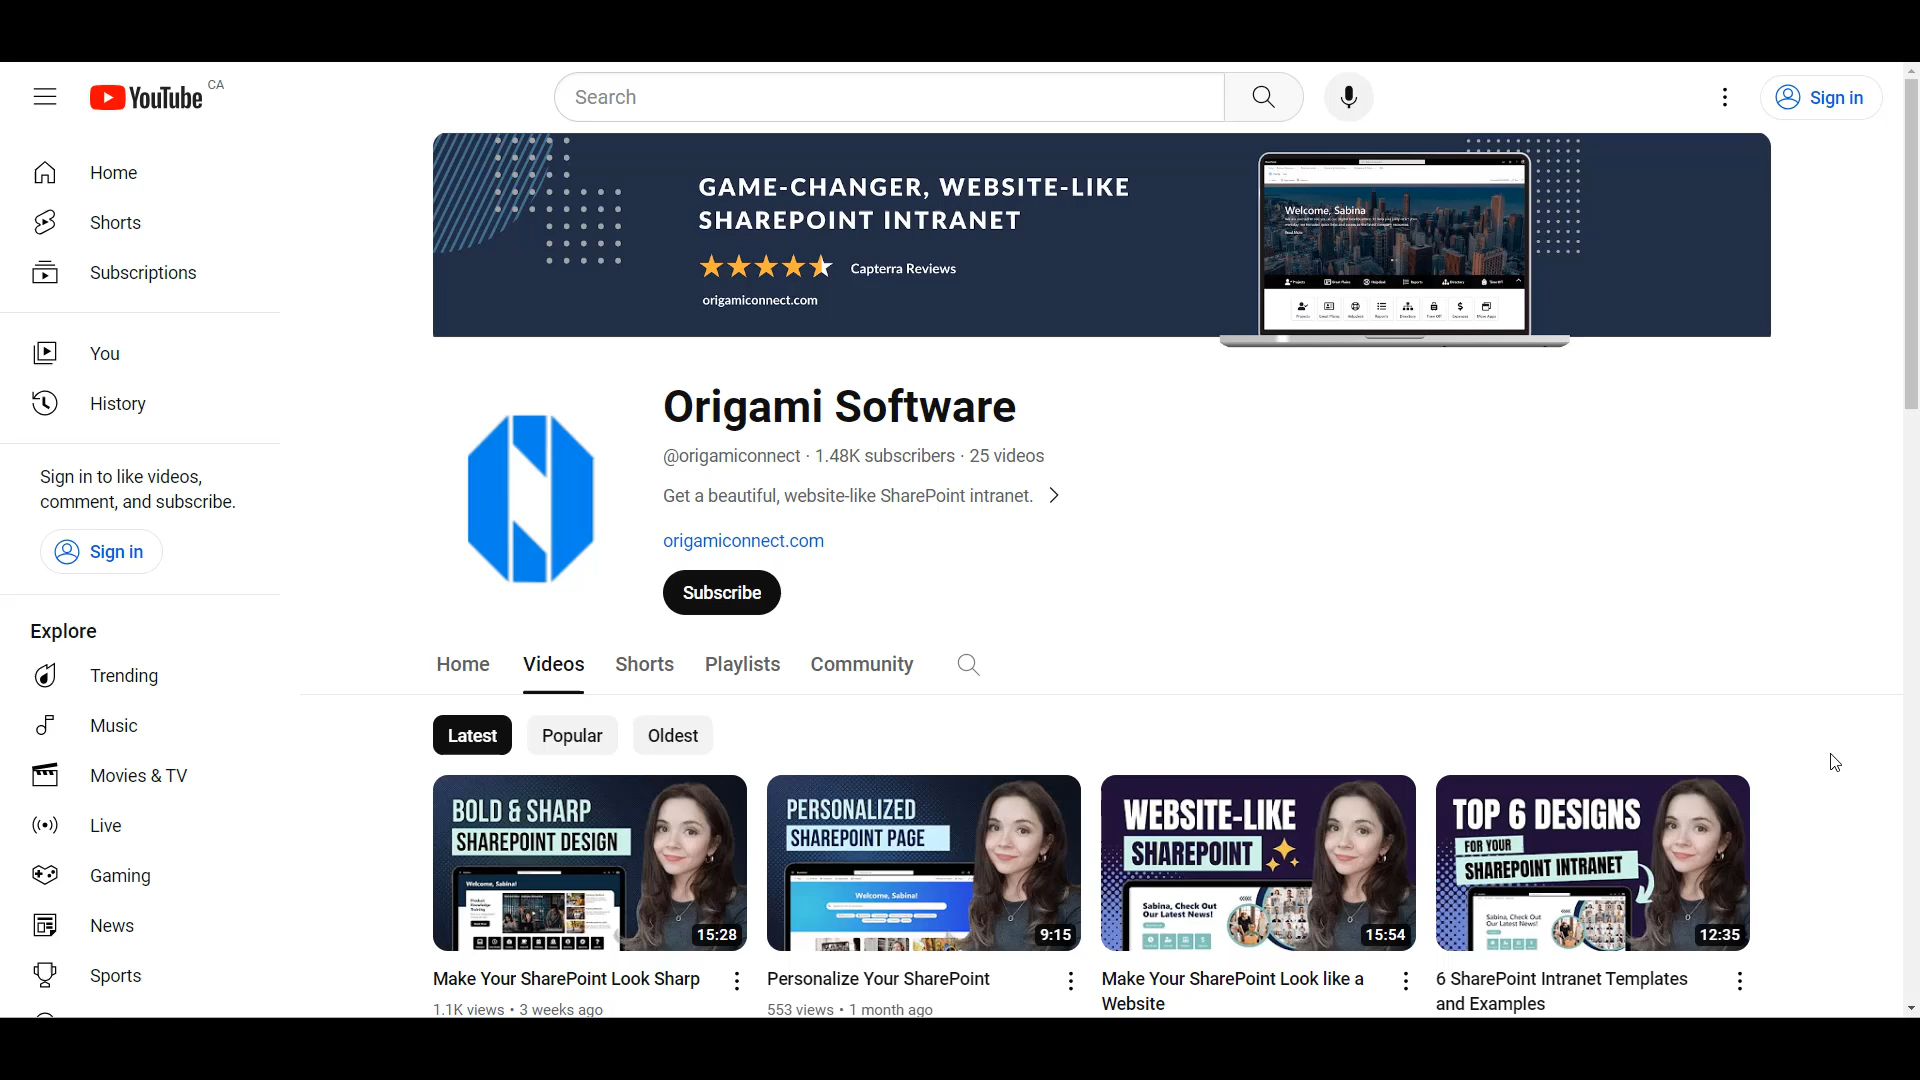 YouTube CA
Search
Sign in
Home
Shorts
Subscriptions
You
History
Sign in to like videos,
comment, and subscribe.
Sign in
Explore
Trending
Music
Movies & TV
Live
Gaming
News
Sports
GAME-CHANGER, WEBSITE-LIKE
SHAREPOINT INTRANET
Capterra Reviews
origamiconnect.com
Welcome, Sabina
Origami Software
@origamiconnect · 1.48K subscribers · 25 videos
Get a beautiful, website-like SharePoint intranet.
origamiconnect.com
Subscribe
Home Videos Shorts Playlists Community
Latest Popular Oldest
BOLD & SHARP
SHAREPOINT DESIGN
Welcome, Sabina!
15:28
Make Your SharePoint Look Sharp
1.1K views • 3 weeks ago
PERSONALIZED
SHAREPOINT PAGE
Welcome, Sabina!
9:15
Personalize Your SharePoint
553 views • 1 month ago
WEBSITE-LIKE
SHAREPOINT
Sabina, Check Out
Our Latest News!
15:54
Make Your SharePoint Look like a
Website
TOP 6 DESIGNS
FOR YOUR
SHAREPOINT INTRANET
Sabina, Check Out
Our Latest News!
12:35
6 SharePoint Intranet Templates
and Examples